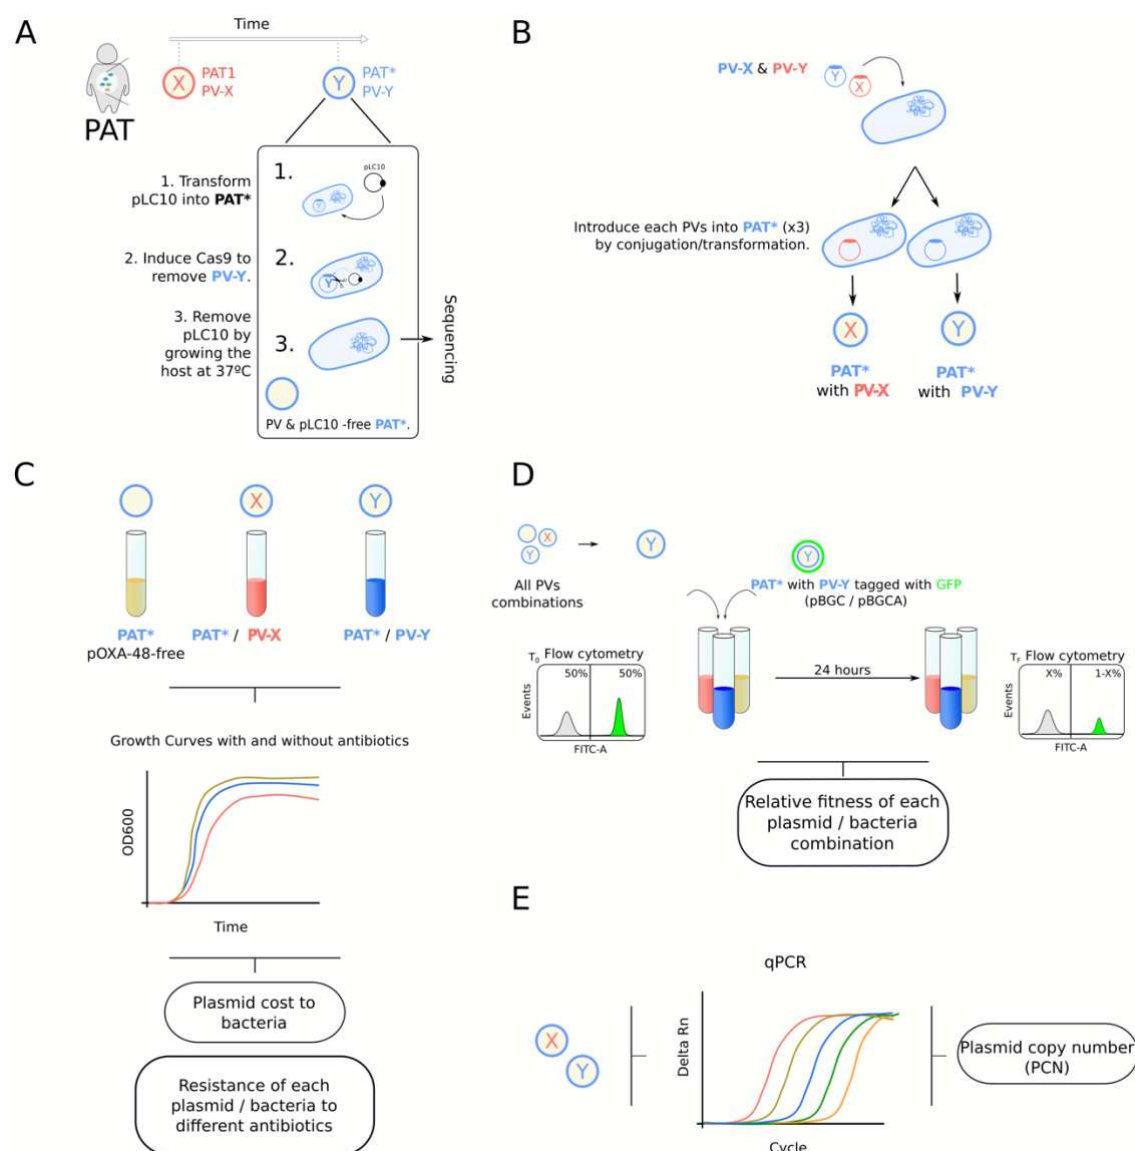 A
Time
X
PAT1
PV-X
Y
PAT*
PV-Y
PAT
1. Transform
pLC10 into PAT*
1.
pLC10
Y
2. Induce Cas9 to
remove PV-Y.
2.
Y
3. Remove
pLC10 by
growing the
host at 37ºC
3.
Sequencing
PV & pLC10 -free PAT*.
B
PV-X & PV-Y
Y
X
Introduce each PVs into PAT* (x3)
by conjugation/transformation.
X
Y
PAT*
with PV-X
PAT*
with PV-Y
C
X
Y
PAT*
pOXA-48-free
PAT* / PV-X
PAT* / PV-Y
Growth Curves with and without antibiotics
OD600
Time
Plasmid cost to
bacteria
Resistance of each
plasmid / bacteria to
different antibiotics
D
X
Y
Y
Y
All PVs
combinations
PAT* with PV-Y tagged with GFP
(pBGC / pBGCA)
T0 Flow cytometry
50%
50%
Events
FITC-A
24 hours
TF Flow cytometry
X%
1-X%
Events
FITC-A
Relative fitness of each
plasmid / bacteria
combination
E
qPCR
X
Y
Delta Rn
Cycle
Plasmid copy number
(PCN)